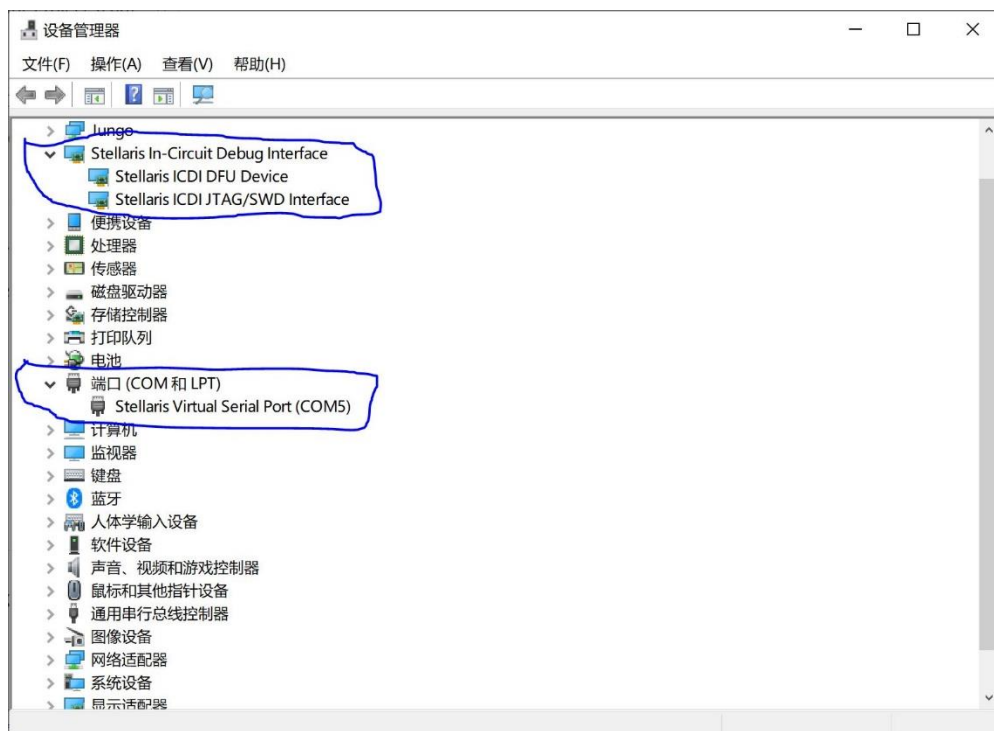 设备管理器
文件(F) 操作(A) 查看(V) 帮助(H)
Jungo
Stellaris In-Circuit Debug Interface
Stellaris ICDI DFU Device
Stellaris ICDI JTAG/SWD Interface
便携设备
处理器
传感器
磁盘驱动器
存储控制器
打印队列
电池
端口 (COM 和 LPT)
Stellaris Virtual Serial Port (COM5)
计算机
监视器
键盘
蓝牙
人体学输入设备
软件设备
声音、视频和游戏控制器
鼠标和其他指针设备
通用串行总线控制器
图像设备
网络适配器
系统设备
显示适配器